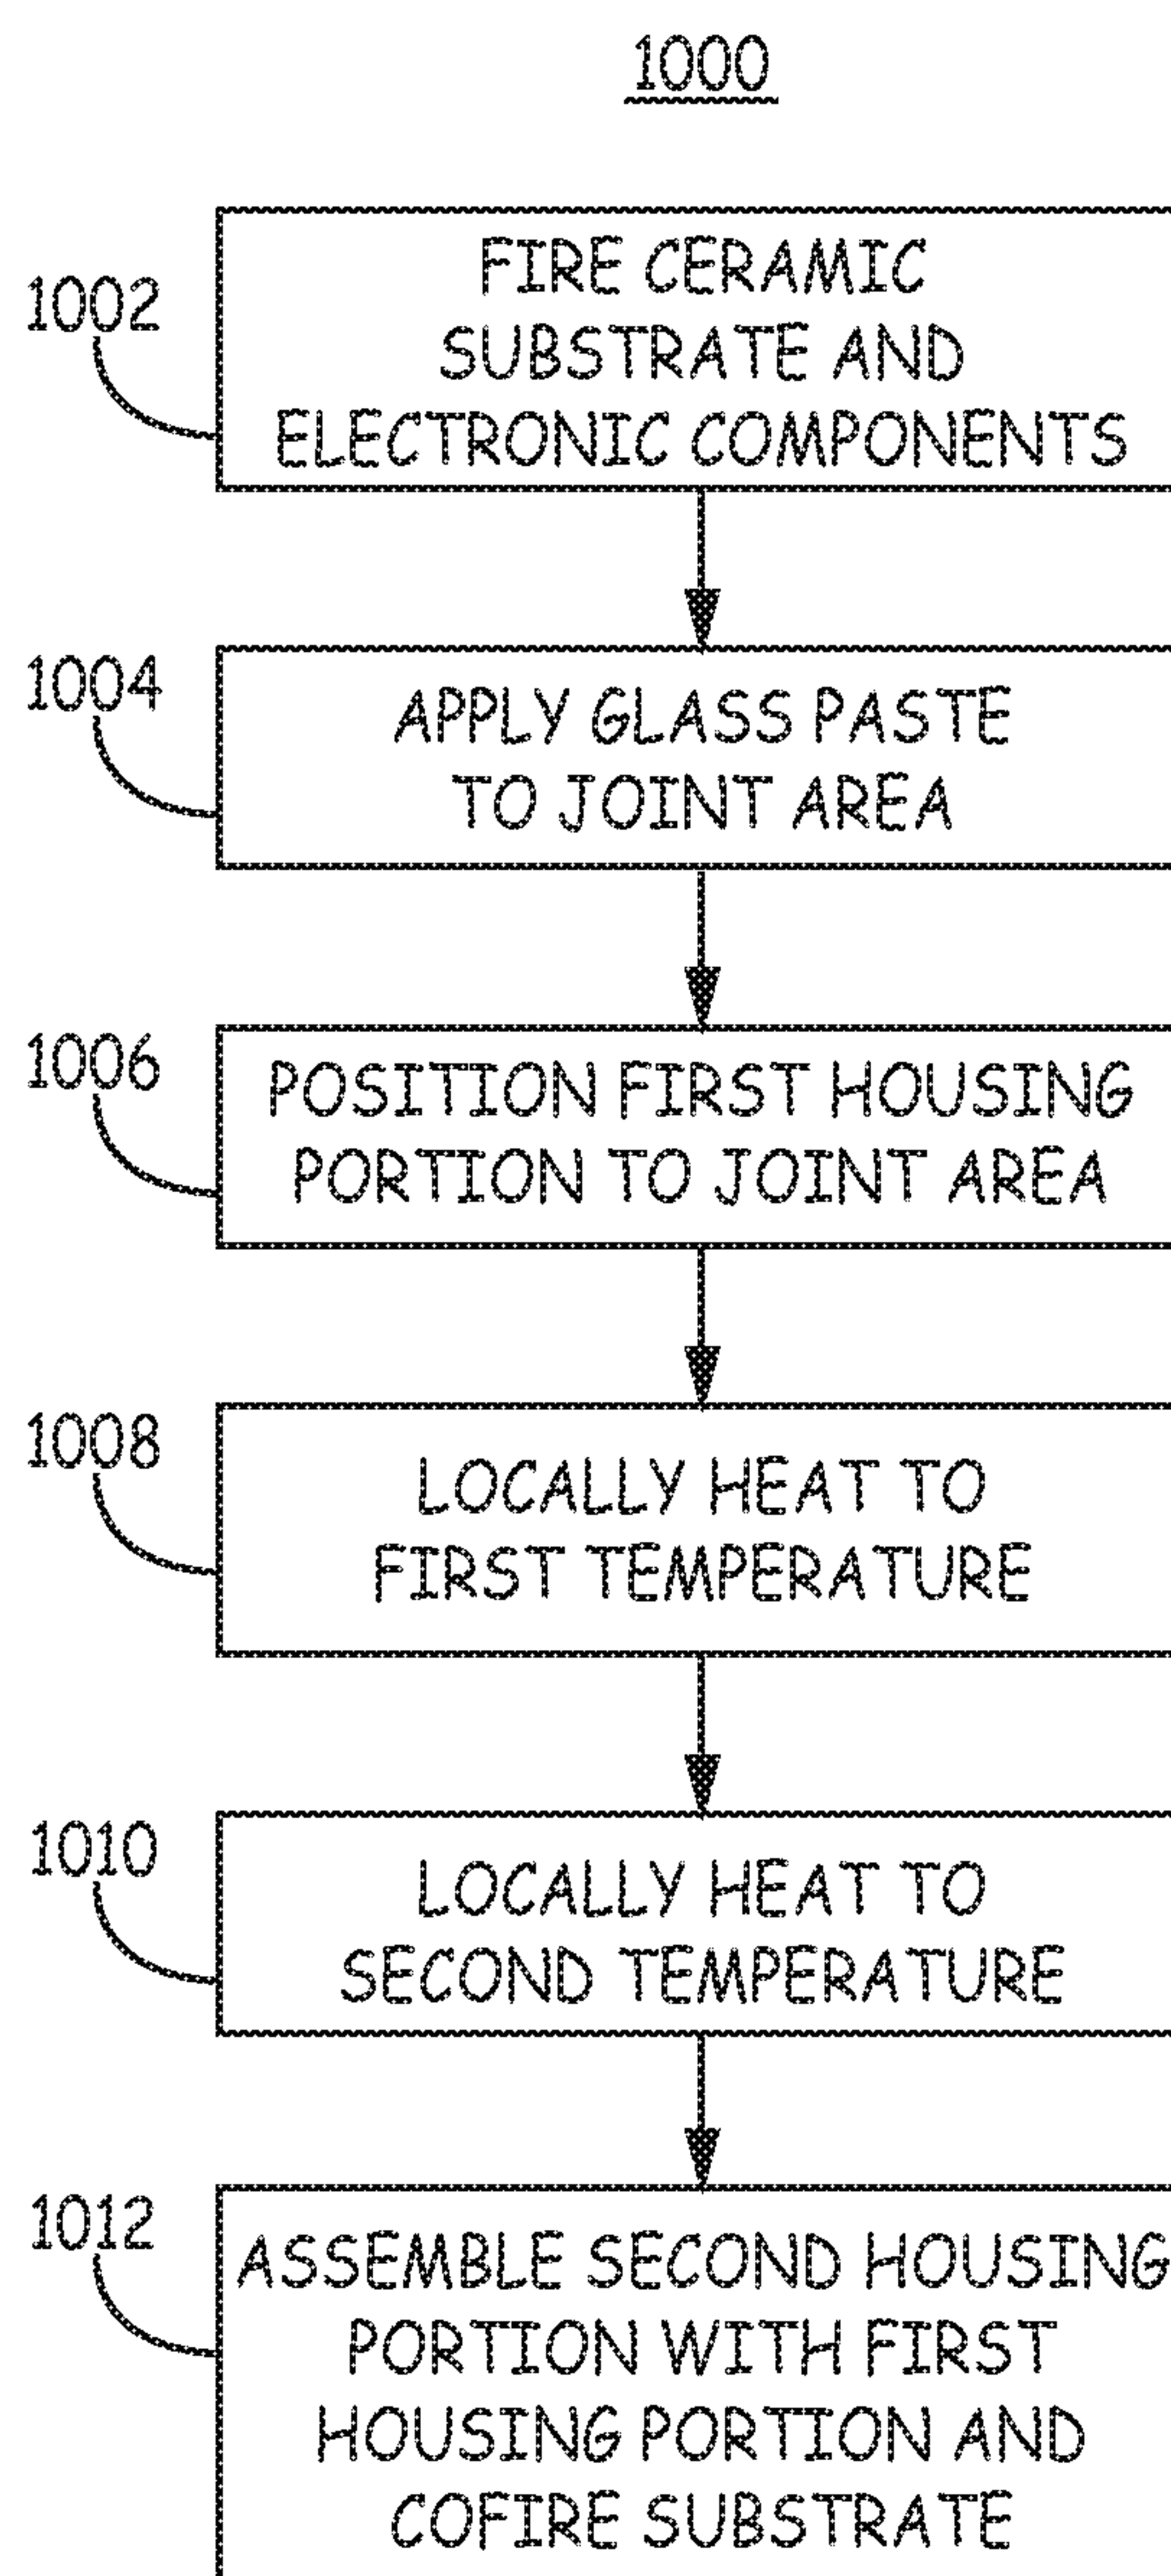 1000
1002
FIRE CERAMIC
SUBSTRATE AND
ELECTRONIC COMPONENTS
1004
APPLY GLASS PASTE
TO JOINT AREA
1006
POSITION FIRST HOUSING
PORTION TO JOINT AREA
1008
LOCALLY HEAT TO
FIRST TEMPERATURE
1010
LOCALLY HEAT TO
SECOND TEMPERATURE
1012
ASSEMBLE SECOND HOUSING
PORTION WITH FIRST
HOUSING PORTION AND
COFIRE SUBSTRATE